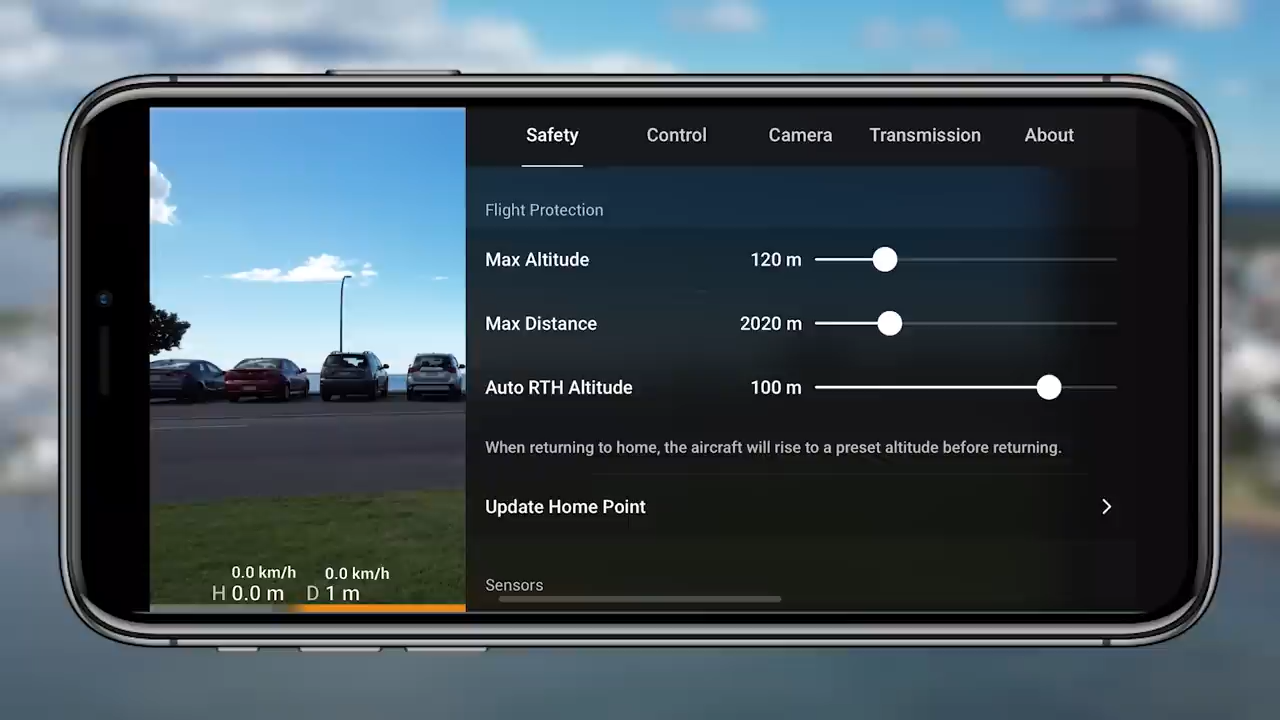 Safety Control Camera Transmission About
Flight Protection
Max Altitude 120 m
Max Distance 2020 m
Auto RTH Altitude 100 m
When returning to home, the aircraft will rise to a preset altitude before returning.
Update Home Point
Sensors
0.0 km/h 0.0 km/h
H 0.0 m D 1 m